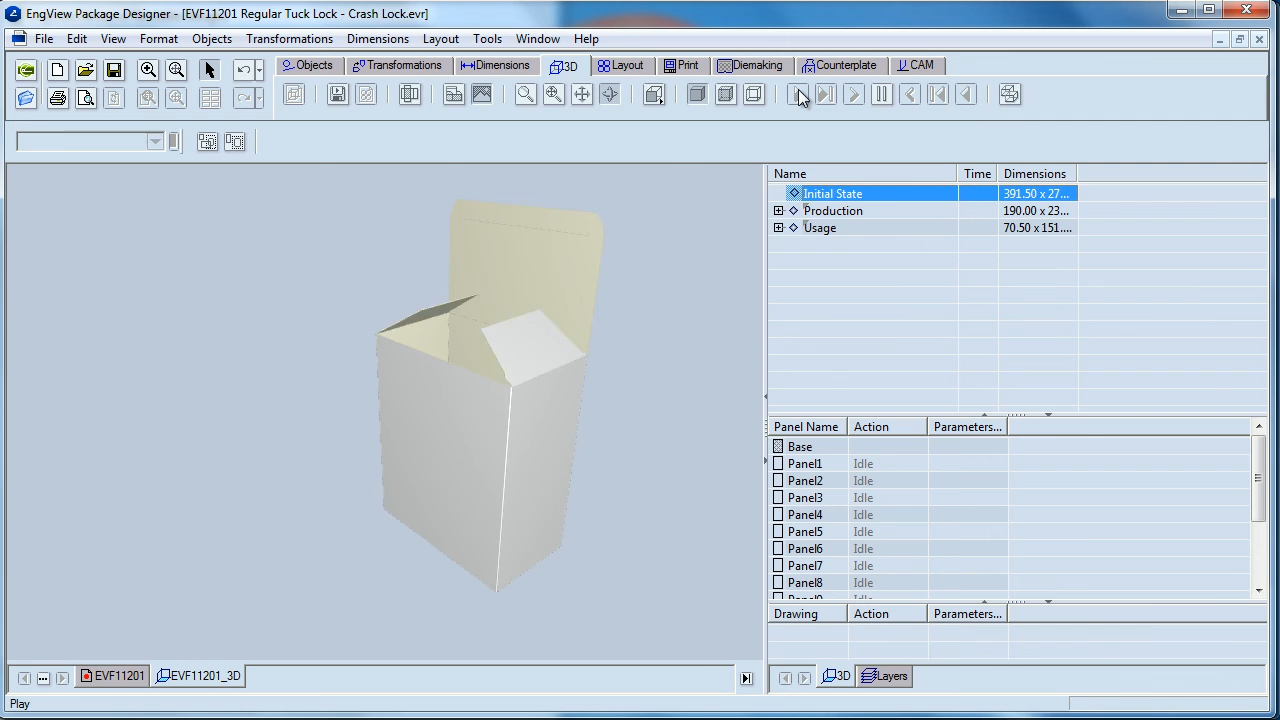 EngView Package Designer - [EVF11201 Regular Tuck Lock - Crash Lock.evr]
File Edit View Format Objects Transformations Dimensions Layout Tools Window Help
Objects Transformations Dimensions 3D Layout Print Diemaking Counterplate CAM
Name Time Dimensions
Initial State 391.50 x 27...
Production 190.00 x 23...
Usage 70.50 x 151....
Panel Name Action Parameters...
Base
Panel1 Idle
Panel2 Idle
Panel3 Idle
Panel4 Idle
Panel5 Idle
Panel6 Idle
Panel7 Idle
Panel8 Idle
Drawing Action Parameters...
EVF11201 EVF11201_3D 3D Layers
Play